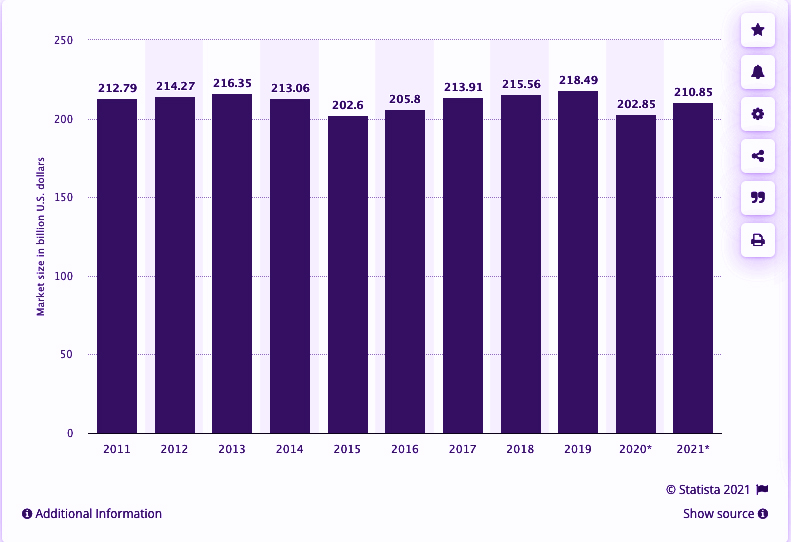 250
200
150
100
50
0
Market size in billion U.S. dollars
212.79 214.27 216.35 213.06 202.6 205.8 213.91 215.56 218.49 202.85 210.85
2011 2012 2013 2014 2015 2016 2017 2018 2019 2020* 2021*
© Statista 2021
Additional Information
Show source